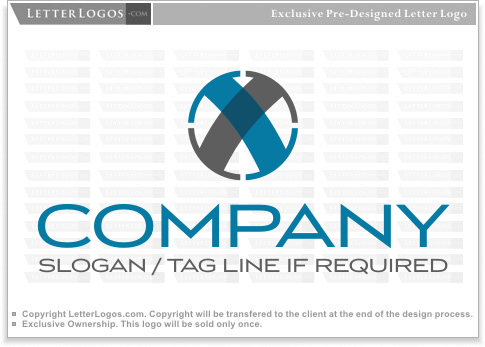 LETTERLOGOS.COM
Exclusive Pre-Designed Letter Logo
X
COMPANY
SLOGAN / TAG LINE IF REQUIRED
Copyright LetterLogos.com. Copyright will be transfered to the client at the end of the design process.
Exclusive Ownership. This logo will be sold only once.